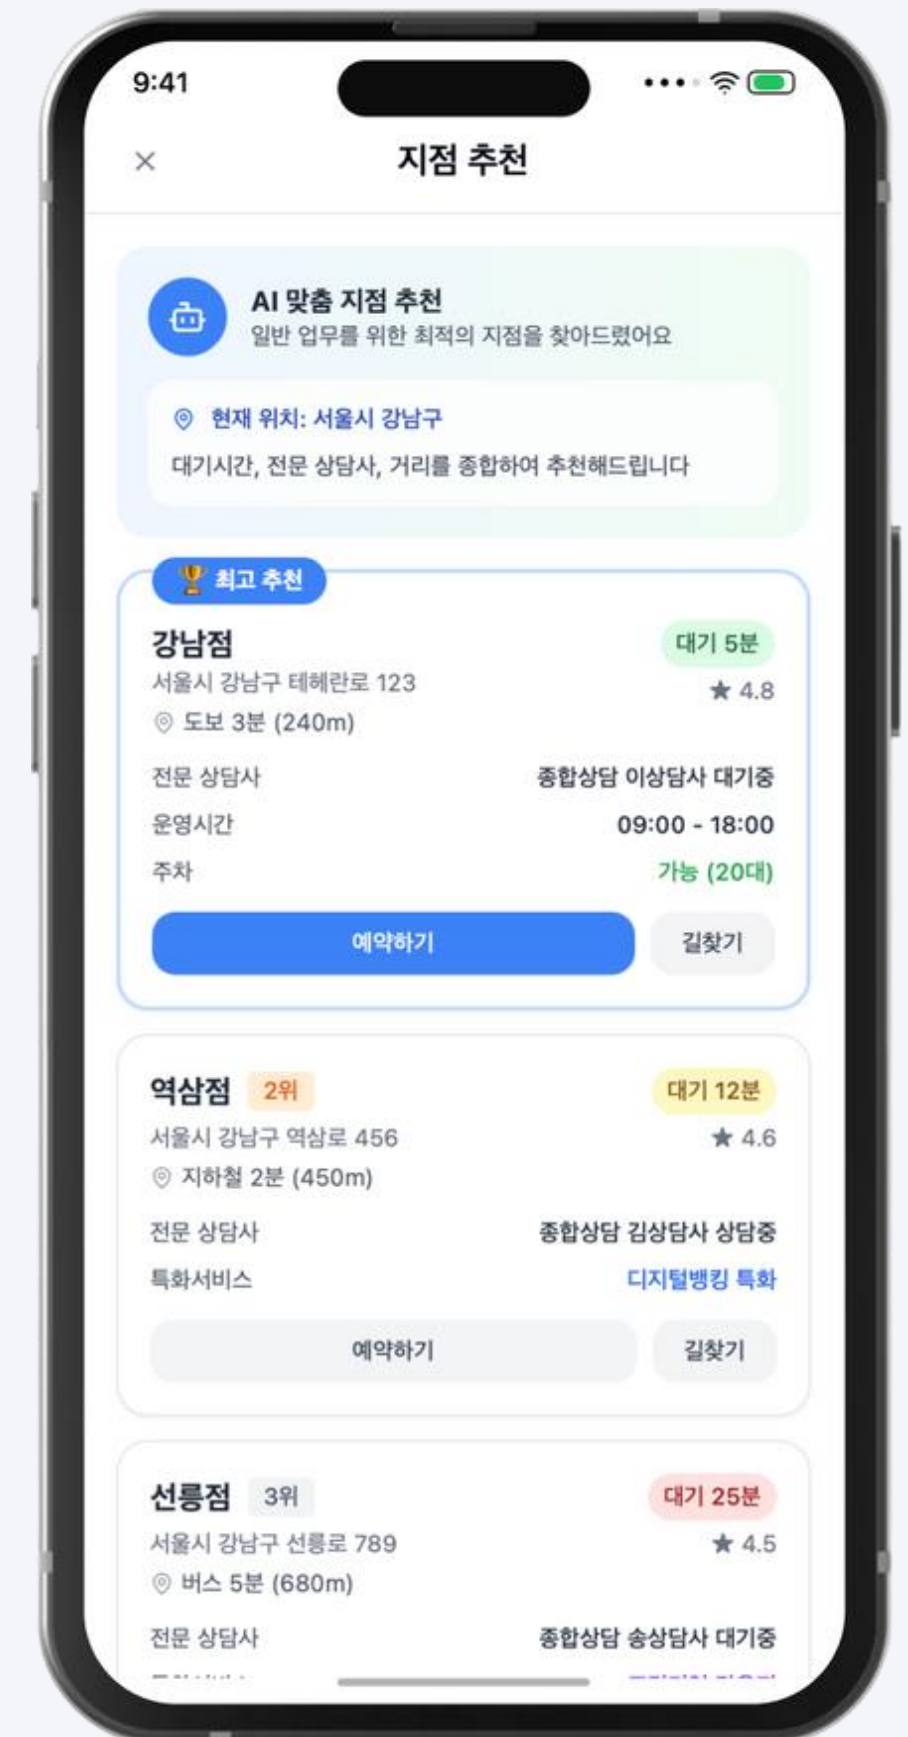 9:41
지점 추천
AI 맞춤 지점 추천
일반 업무를 위한 최적의 지점을 찾아드렸어요
현재 위치: 서울시 강남구
대기시간, 전문 상담사, 거리를 종합하여 추천해드립니다
최고 추천
강남점 대기 5분
서울시 강남구 테헤란로 123 ★ 4.8
도보 3분 (240m)
전문 상담사 종합상담 이상담사 대기중
운영시간 09:00 - 18:00
주차 가능 (20대)
예약하기 길찾기
역삼점 2위 대기 12분
서울시 강남구 역삼로 456 ★ 4.6
지하철 2분 (450m)
전문 상담사 종합상담 김상담사 상담중
특화서비스 디지털뱅킹 특화
예약하기 길찾기
선릉점 3위 대기 25분
서울시 강남구 선릉로 789 ★ 4.5
버스 5분 (680m)
전문 상담사 종합상담 송상담사 대기중